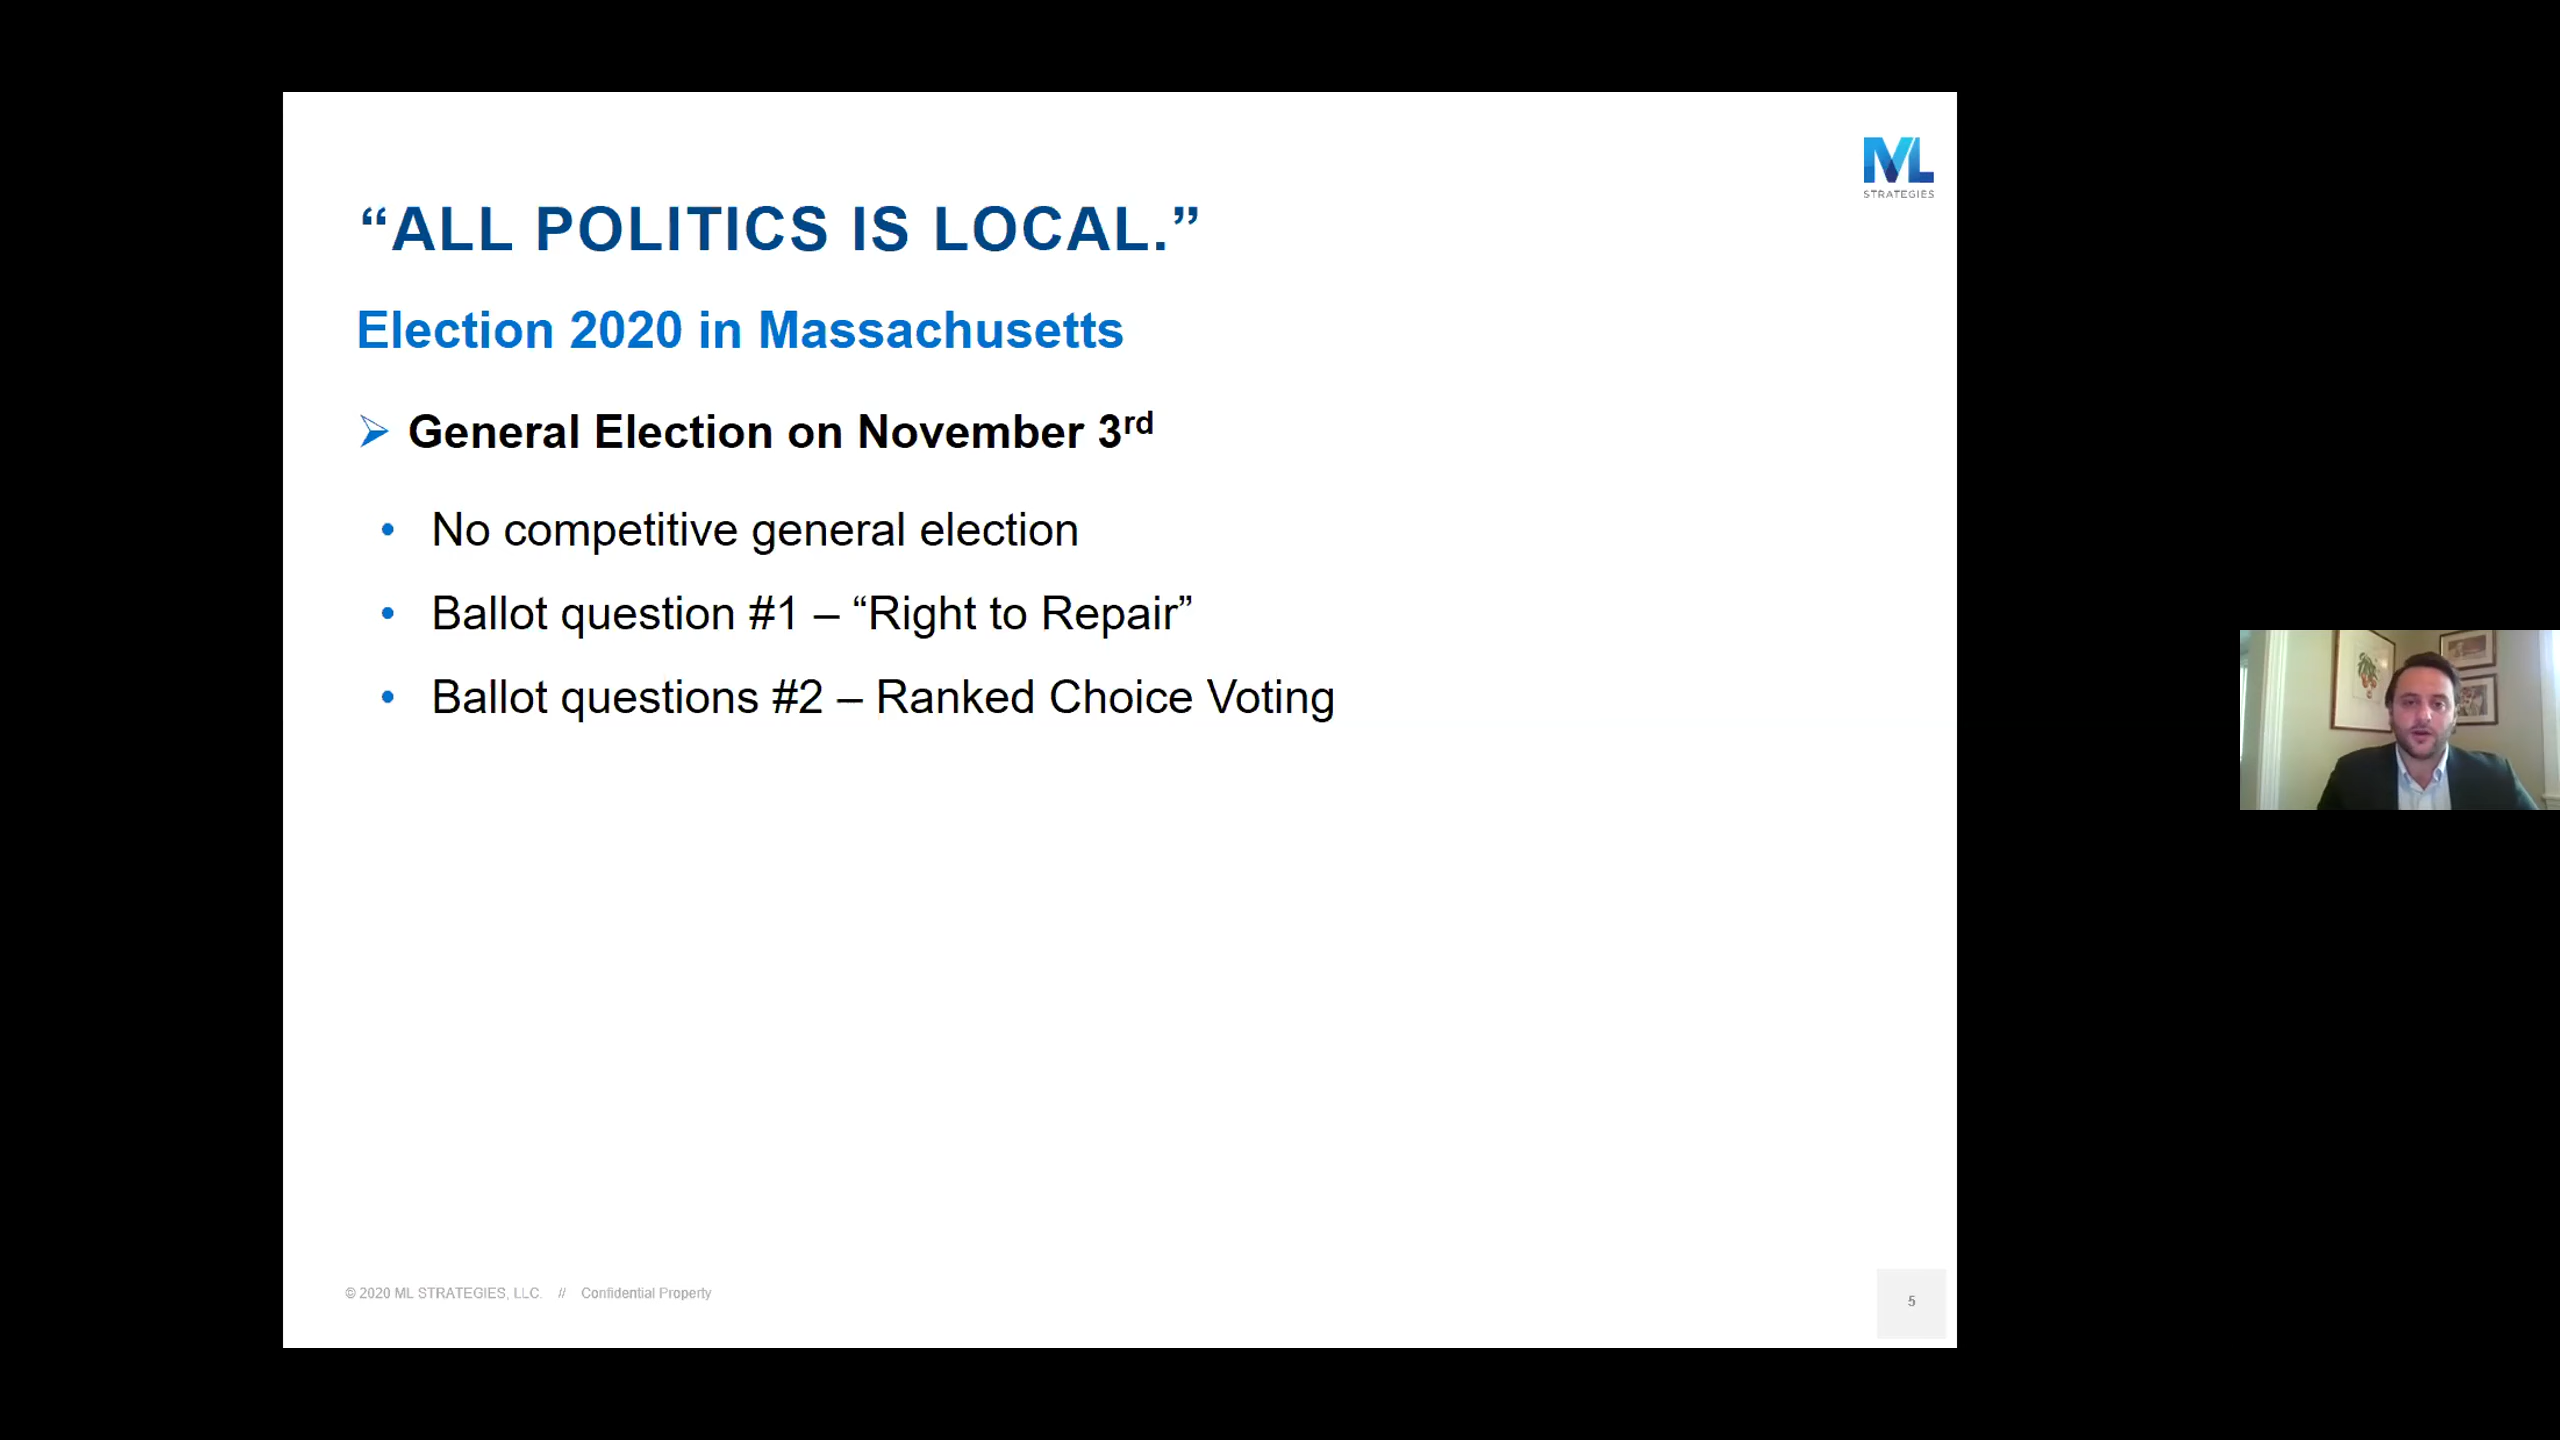 ML
STRATEGIES
“ALL POLITICS IS LOCAL.”
Election 2020 in Massachusetts
General Election on November 3rd
No competitive general election
Ballot question #1 – “Right to Repair”
Ballot questions #2 – Ranked Choice Voting
© 2020 ML STRATEGIES, LLC. // Confidential Property
5